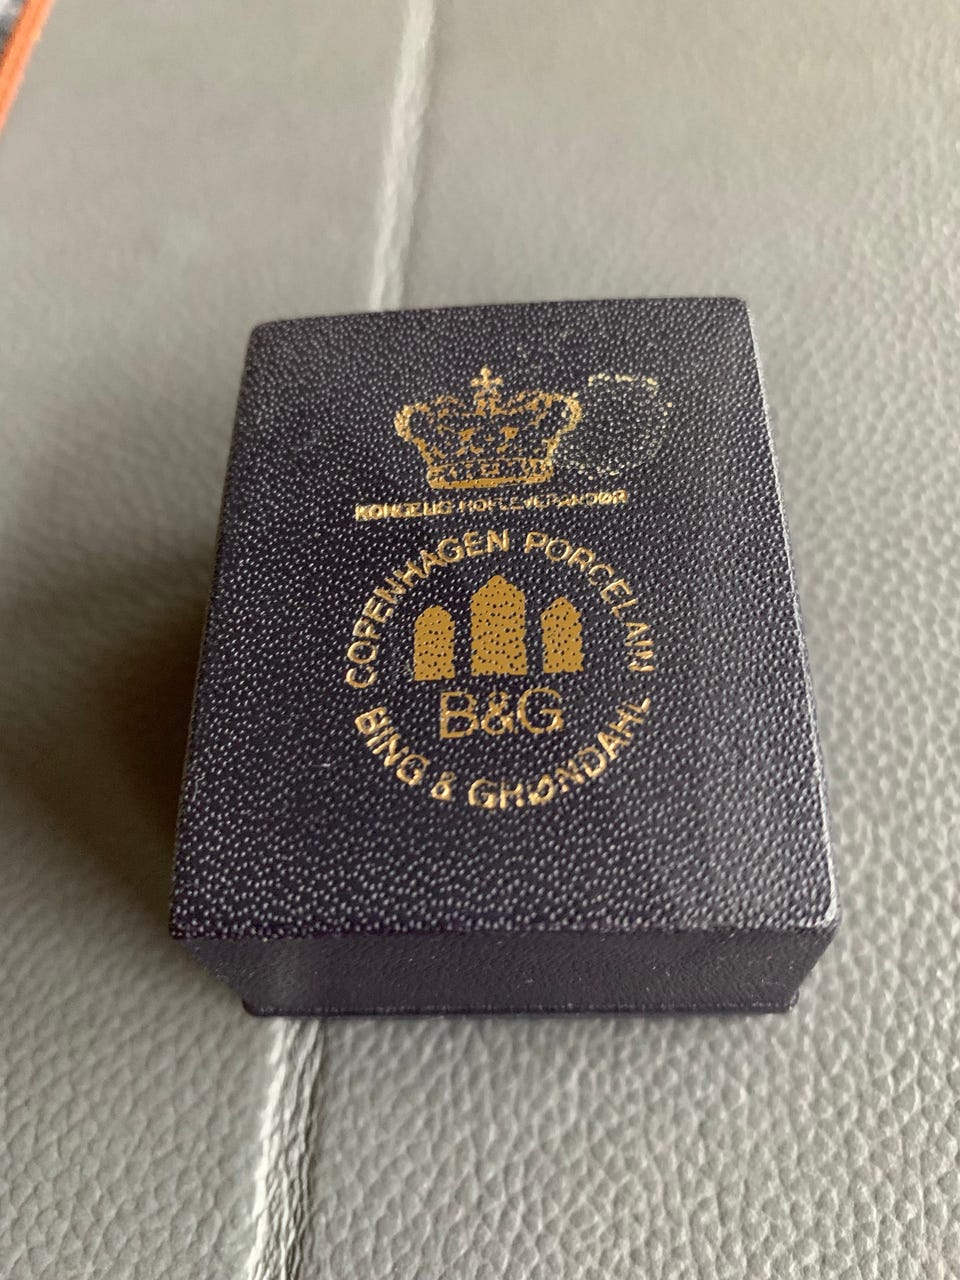 KONGELIG HOFLEVERANDØR
COPENHAGEN PORCELAIN
B&G
BING & GRØNDAHL